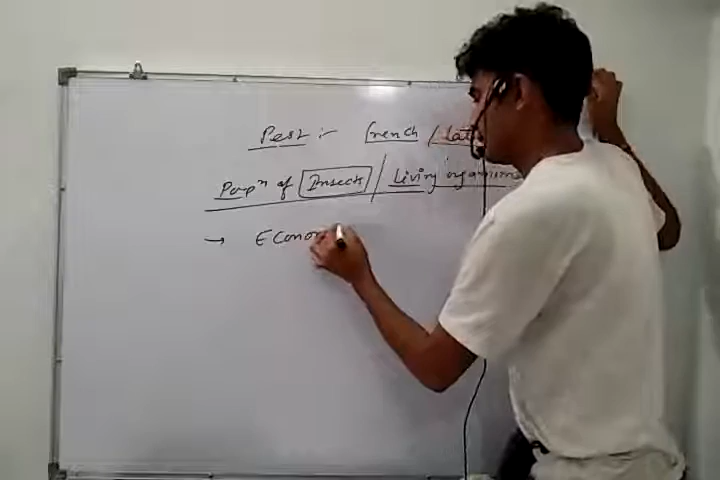 Pest :- French / Lat
Popⁿ of Insects / Living organisms
→ Econo